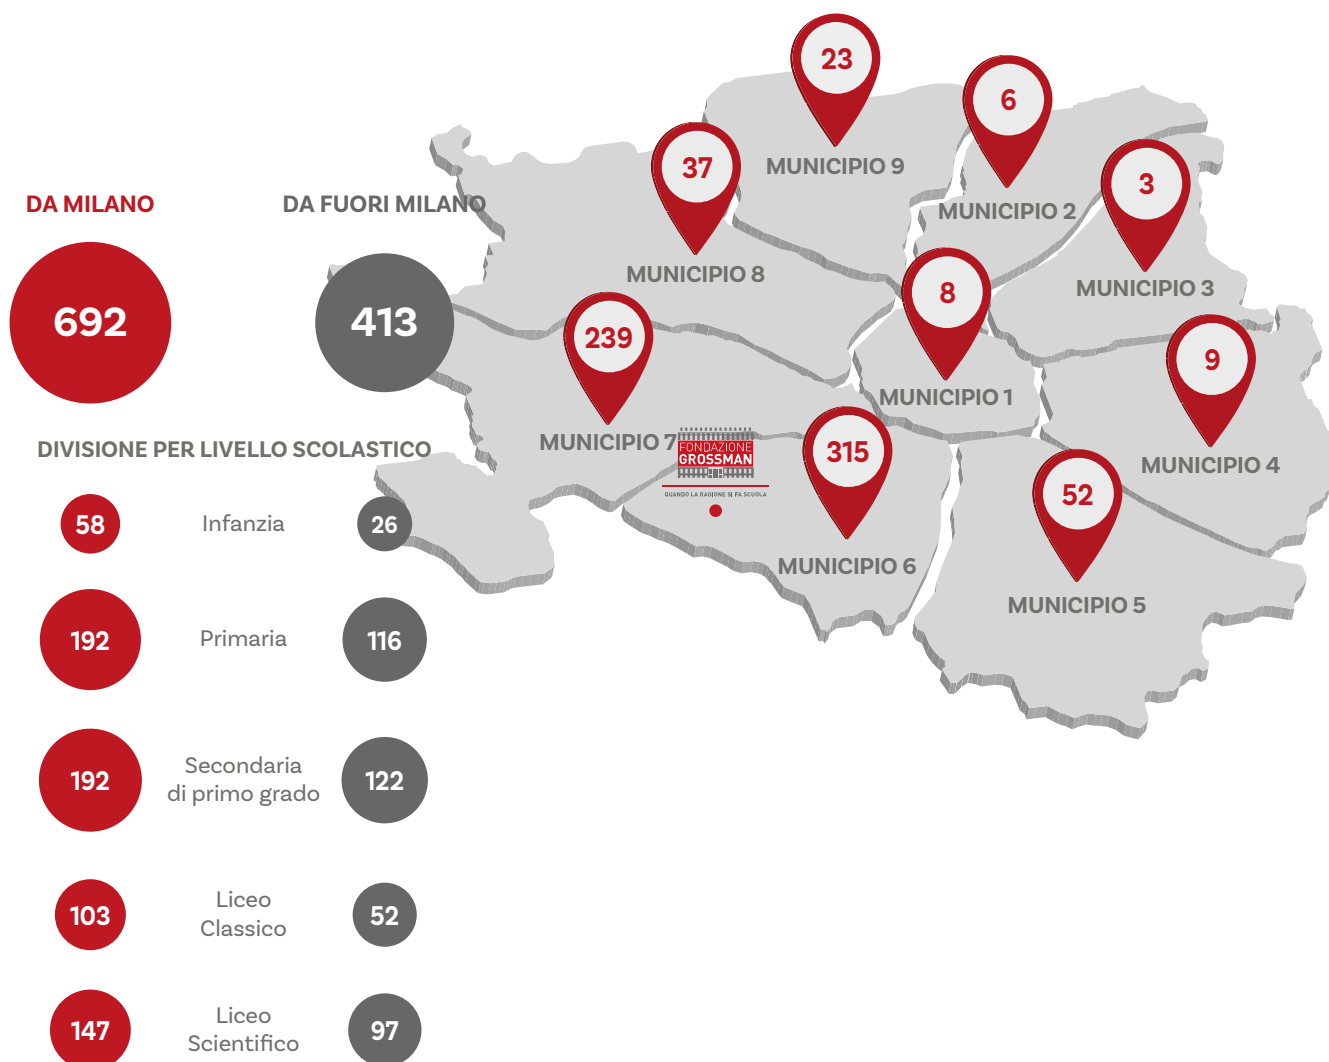 DA MILANO
692
DA FUORI MILANO
413
DIVISIONE PER LIVELLO SCOLASTICO
58
Infanzia
26
192
Primaria
116
192
Secondaria
di primo grado
122
103
Liceo
Classico
52
147
Liceo
Scientifico
97
23
MUNICIPIO 9
6
MUNICIPIO 2
37
MUNICIPIO 8
3
MUNICIPIO 3
8
MUNICIPIO 1
239
MUNICIPIO 7
9
MUNICIPIO 4
315
MUNICIPIO 6
52
MUNICIPIO 5
FONDAZIONE
GROSSMAN
QUANDO LA RAGIONE SI FA SCUOLA